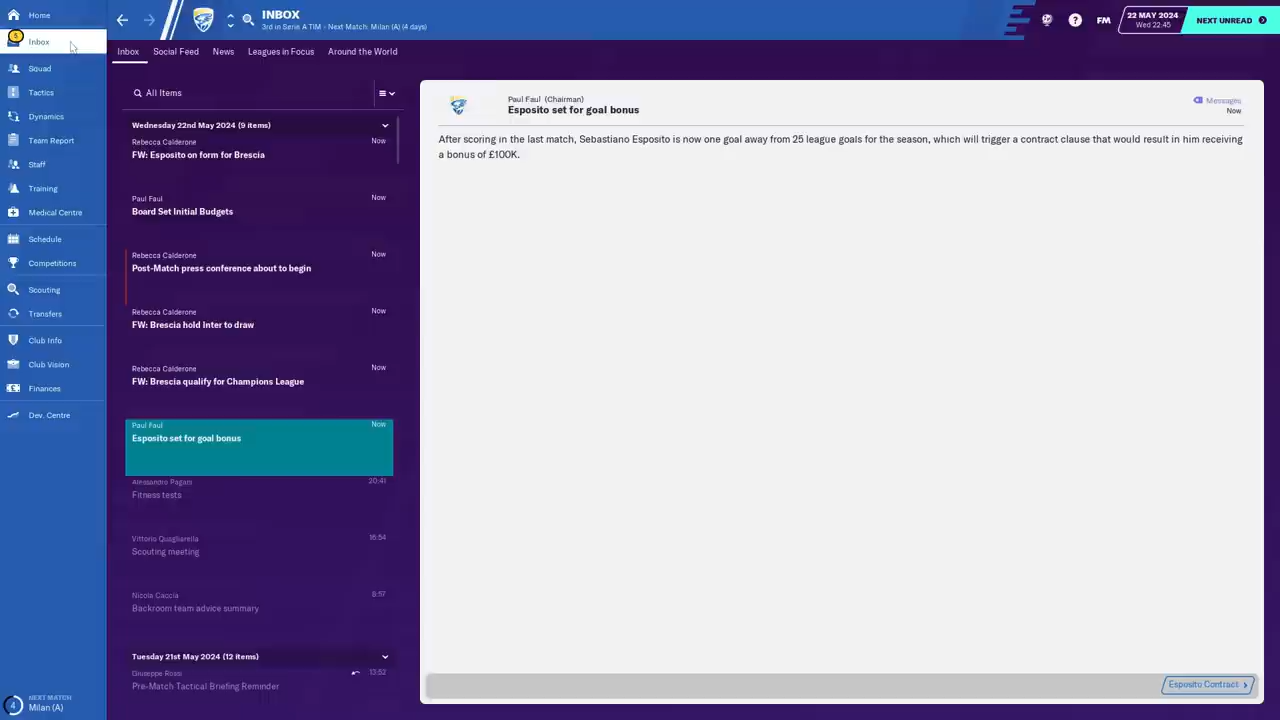 Home
5
Inbox
Squad
Tactics
Dynamics
Team Report
Staff
Training
Medical Centre
Schedule
Competitions
Scouting
Transfers
Club Info
Club Vision
Finances
Dev. Centre
4
NEXT MATCH
Milan (A)
INBOX
3rd in Serie A TIM - Next Match: Milan (A) (4 days)
?
FM
22 MAY 2024
Wed 22:45
NEXT UNREAD
Inbox
Social Feed
News
Leagues in Focus
Around the World
All Items
Wednesday 22nd May 2024 (9 items)
Rebecca Calderone
Now
FW: Esposito on form for Brescia
Paul Faul
Now
Board Set Initial Budgets
Rebecca Calderone
Now
Post-Match press conference about to begin
Rebecca Calderone
Now
FW: Brescia hold Inter to draw
Rebecca Calderone
Now
FW: Brescia qualify for Champions League
Paul Faul
Now
Esposito set for goal bonus
Alessandro Pagani
20:41
Fitness tests
Vittorio Quagliarella
16:54
Scouting meeting
Nicola Caccia
8:57
Backroom team advice summary
Tuesday 21st May 2024 (12 items)
Giuseppe Rossi
13:52
Pre-Match Tactical Briefing Reminder
Paul Faul (Chairman)
Esposito set for goal bonus
Messages
Now
After scoring in the last match, Sebastiano Esposito is now one goal away from 25 league goals for the season, which will trigger a contract clause that would result in him receiving
a bonus of £100K.
Esposito Contract